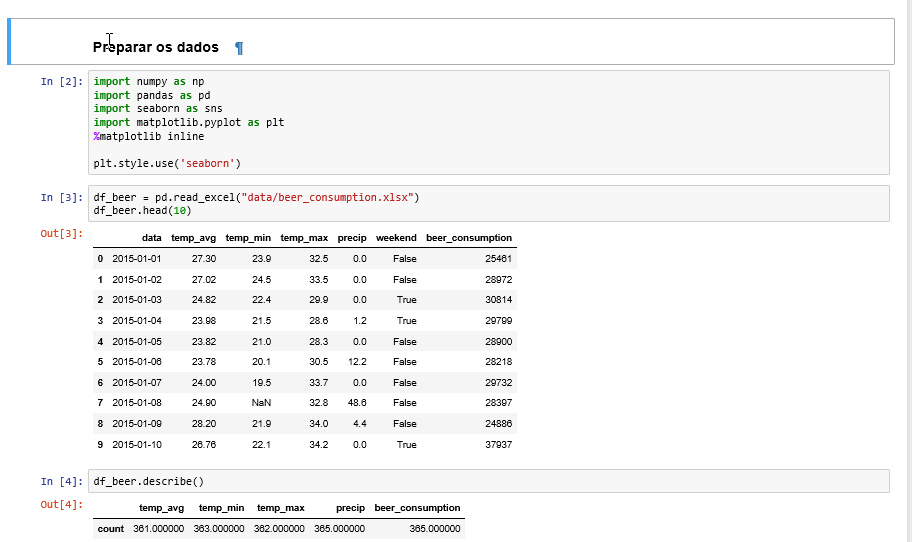 Preparar os dados ¶
In [2]: import numpy as np
import pandas as pd
import seaborn as sns
import matplotlib.pyplot as plt
%matplotlib inline
plt.style.use('seaborn')
In [3]: df_beer = pd.read_excel("data/beer_consumption.xlsx")
df_beer.head(10)
Out[3]:
data temp_avg temp_min temp_max precip weekend beer_consumption
0 2015-01-01 27.30 23.9 32.5 0.0 False 25461
1 2015-01-02 27.02 24.5 33.5 0.0 False 28972
2 2015-01-03 24.82 22.4 29.9 0.0 True 30814
3 2015-01-04 23.98 21.5 28.6 1.2 True 29799
4 2015-01-05 23.82 21.0 28.3 0.0 False 28900
5 2015-01-06 23.78 20.1 30.5 12.2 False 28218
6 2015-01-07 24.00 19.5 33.7 0.0 False 29732
7 2015-01-08 24.90 NaN 32.8 48.6 False 28397
8 2015-01-09 28.20 21.9 34.0 4.4 False 24886
9 2015-01-10 26.76 22.1 34.2 0.0 True 37937
In [4]: df_beer.describe()
Out[4]:
temp_avg temp_min temp_max precip beer_consumption
count 361.000000 363.000000 362.000000 365.000000 365.000000